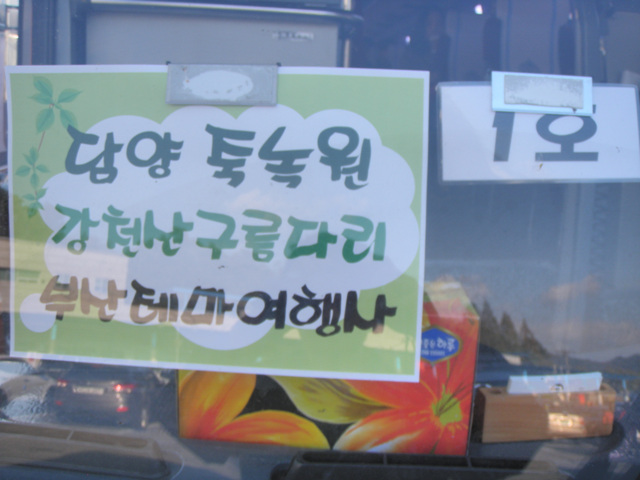 담양 죽녹원
강천산구름다리
부산테마여행사
1호